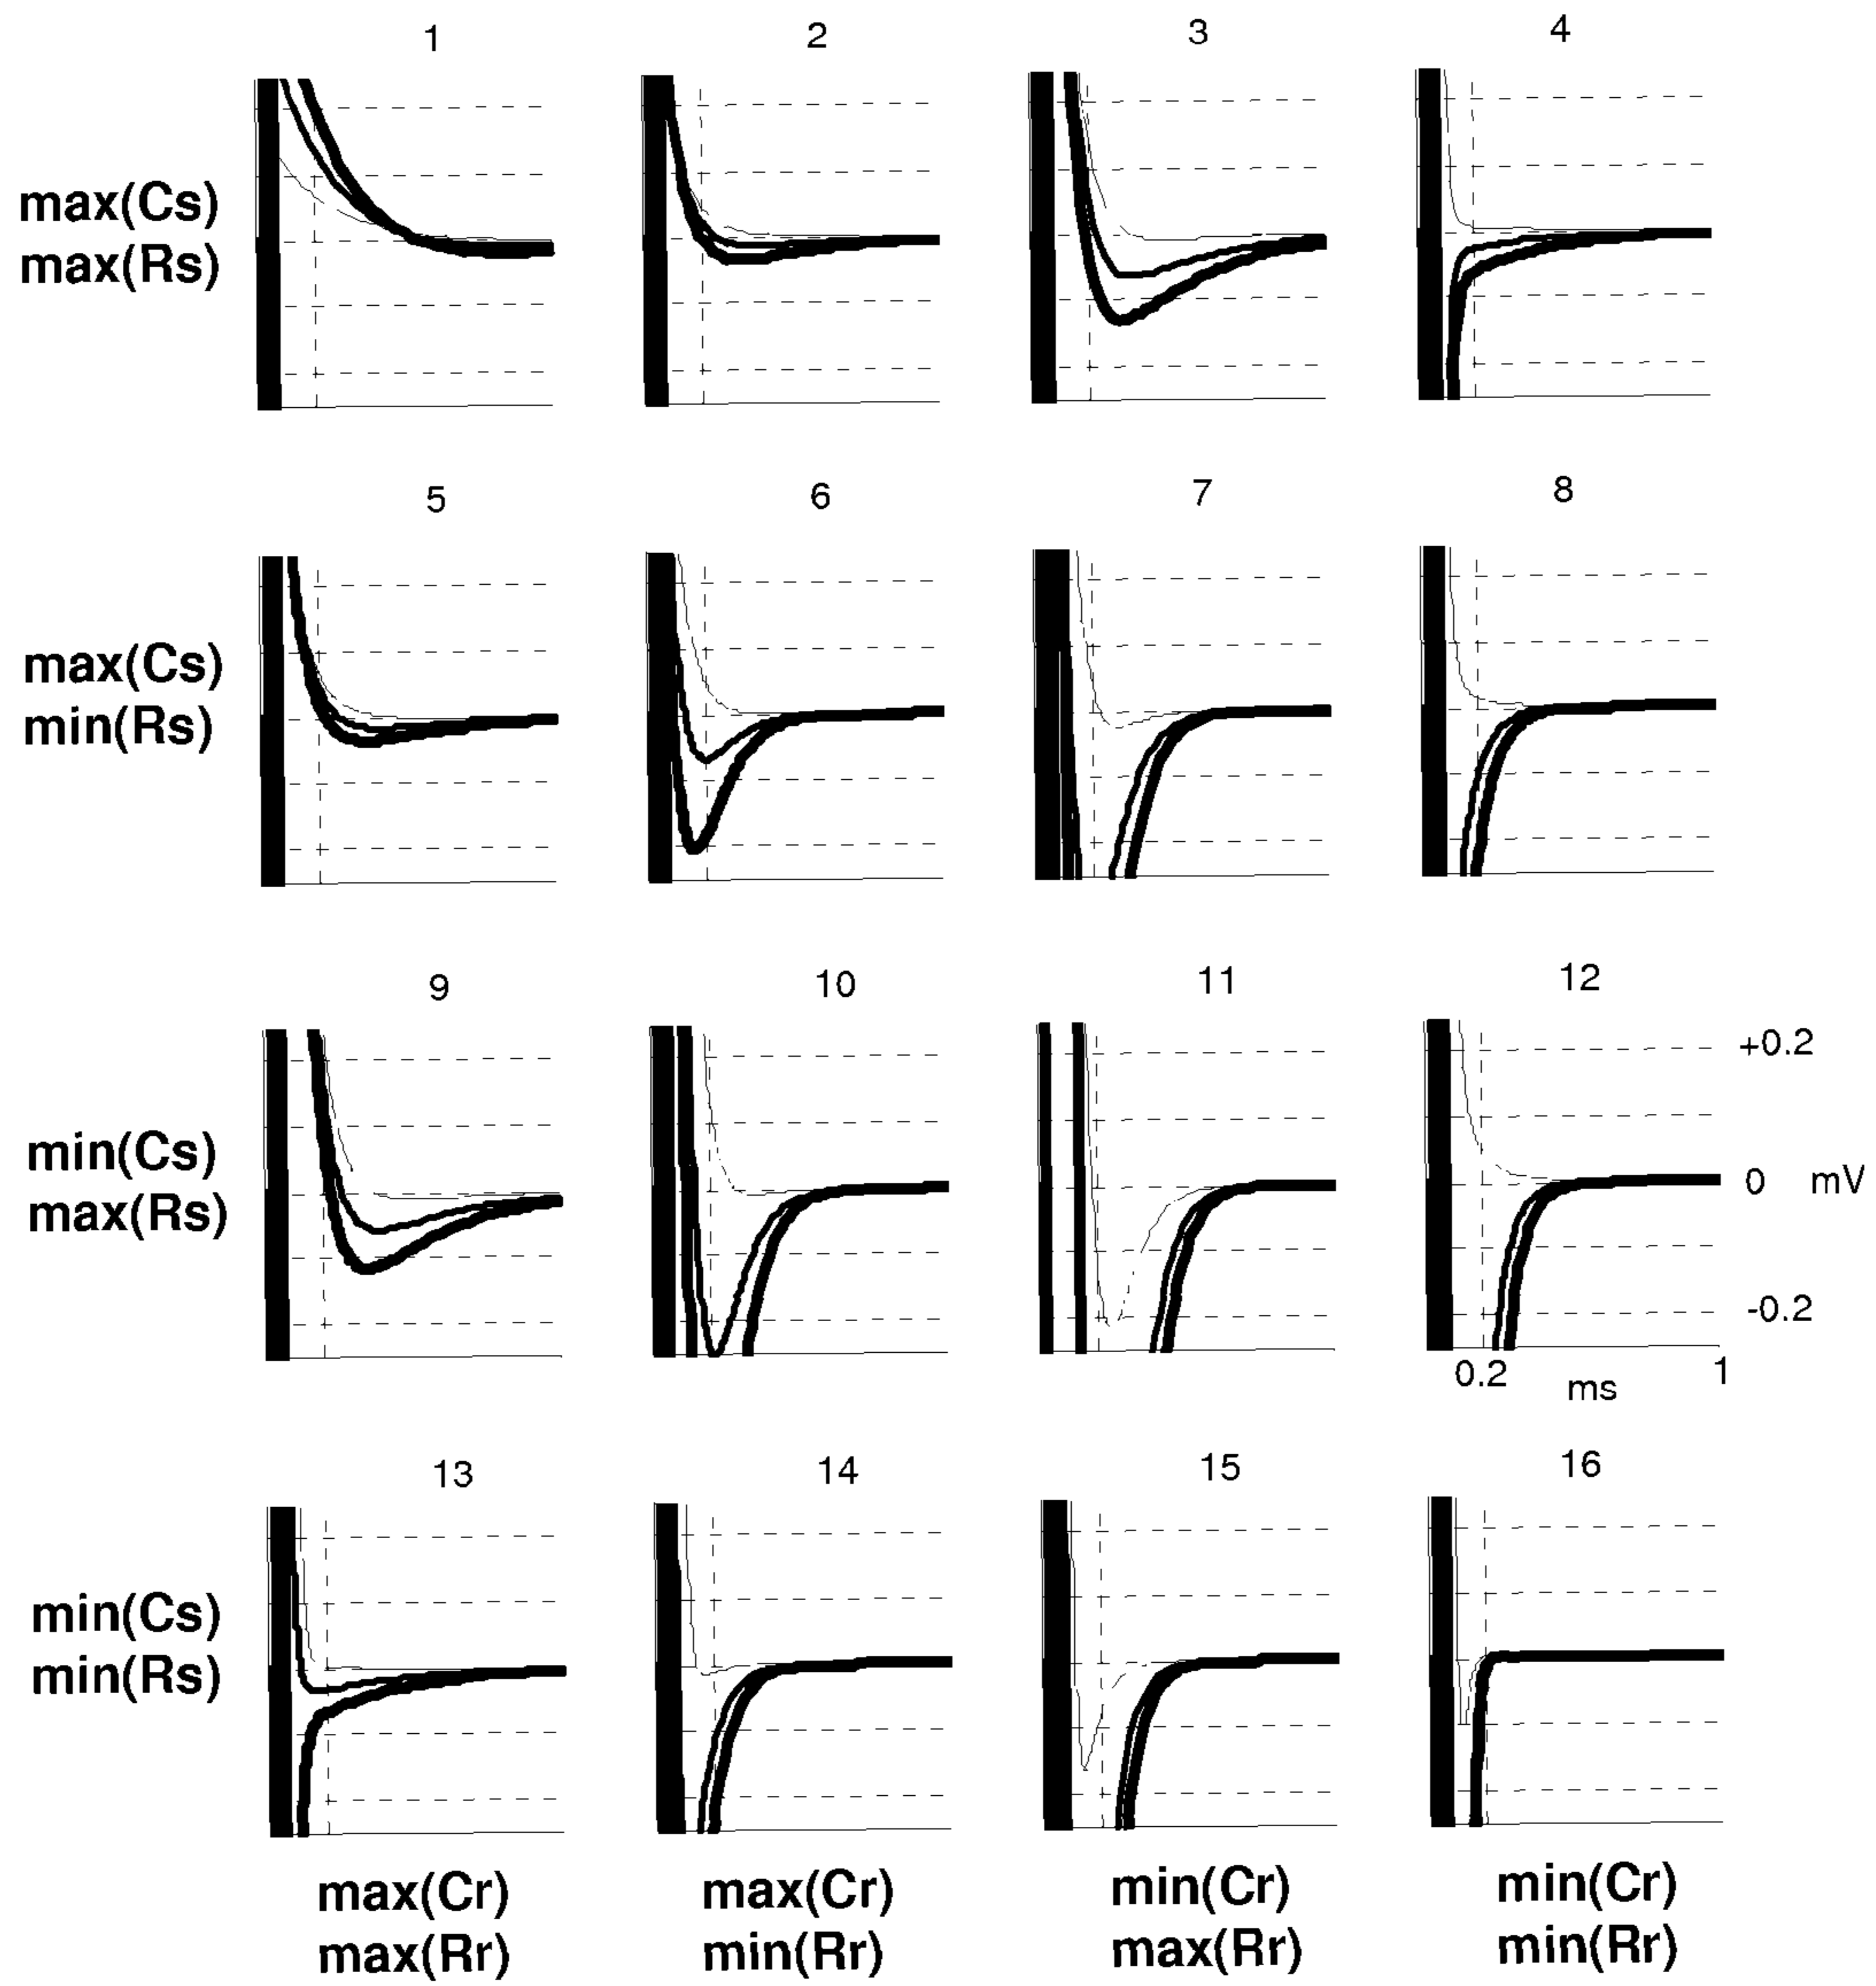 1 2 3 4
max(Cs)
max(Rs)
5 6 7 8
max(Cs)
min(Rs)
9 10 11 12
+0.2
min(Cs)
max(Rs)
0 mV
-0.2
0.2 1
ms
13 14 15 16
min(Cs)
min(Rs)
max(Cr) max(Cr) min(Cr) min(Cr)
max(Rr) min(Rr) max(Rr) min(Rr)